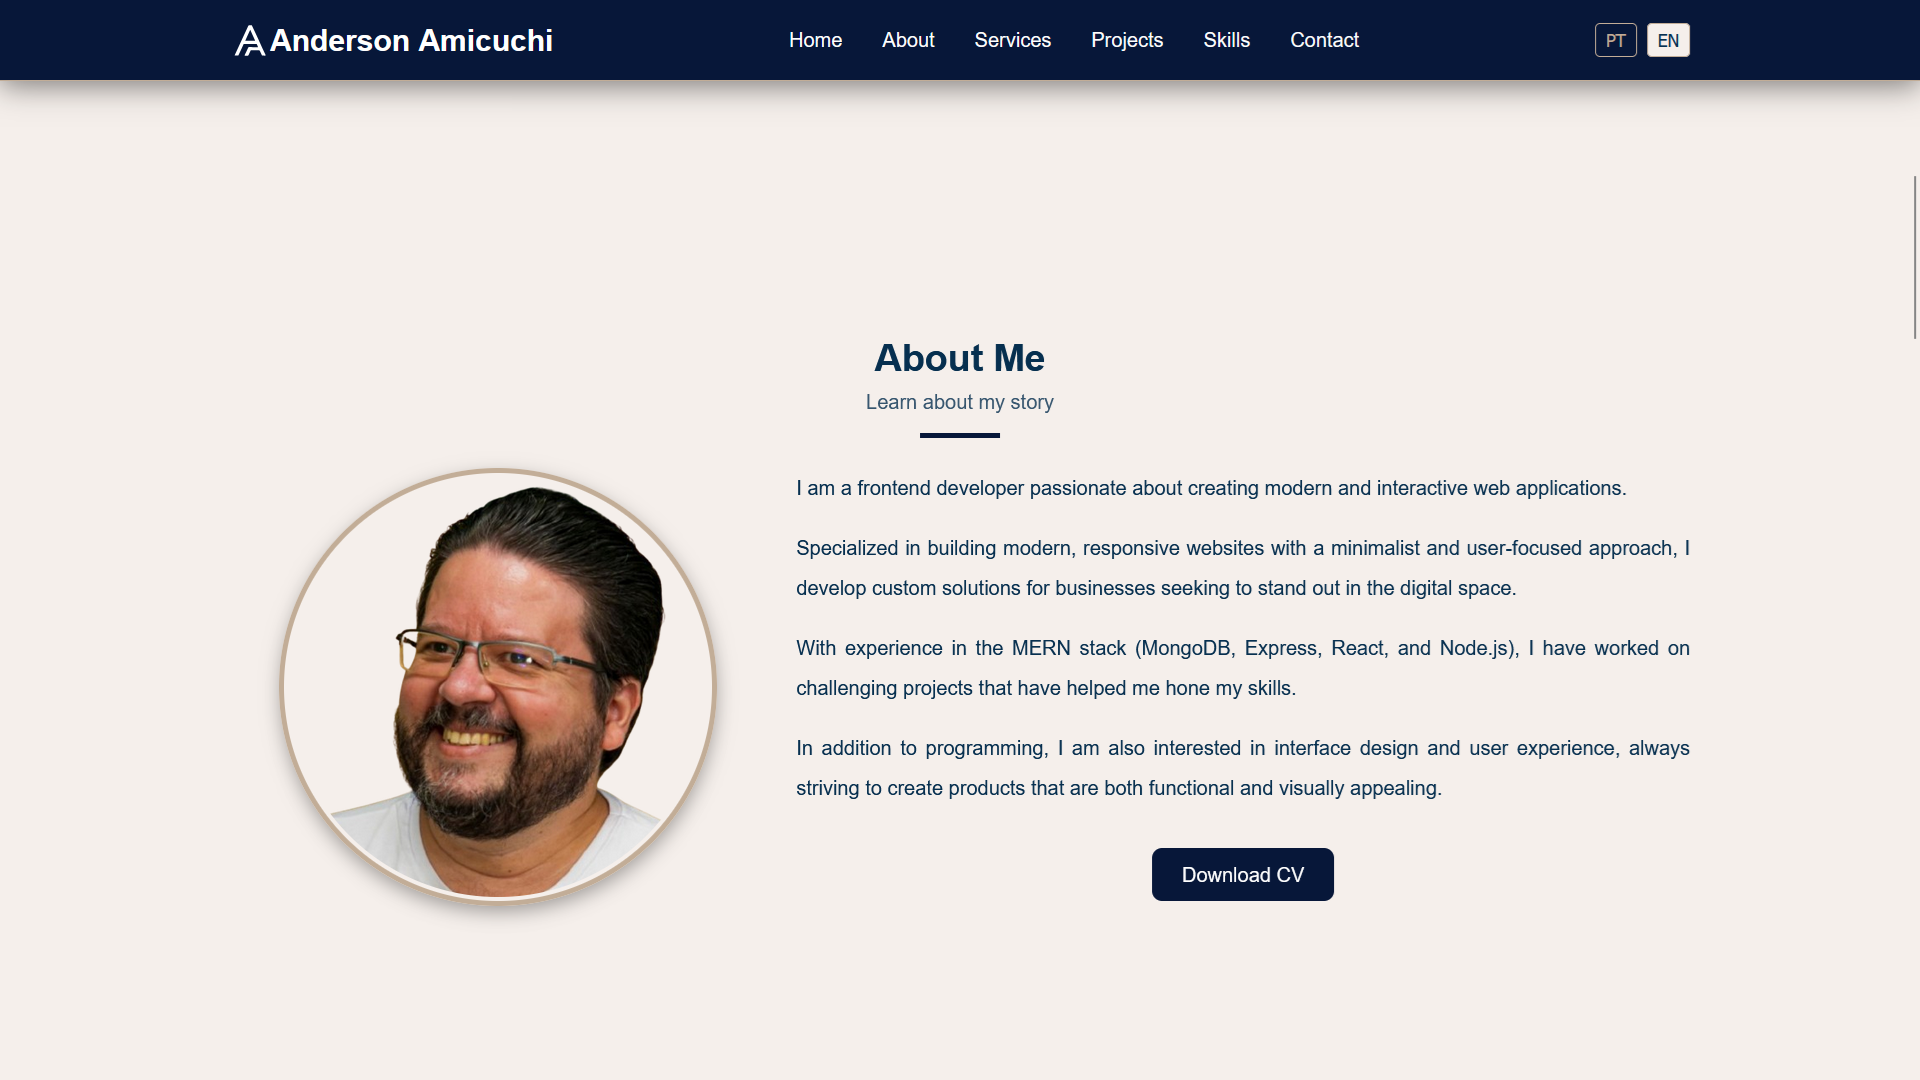 Anderson Amicuchi
Home About Services Projects Skills Contact
PT EN
About Me
Learn about my story
I am a frontend developer passionate about creating modern and interactive web applications.
Specialized in building modern, responsive websites with a minimalist and user-focused approach, I
develop custom solutions for businesses seeking to stand out in the digital space.
With experience in the MERN stack (MongoDB, Express, React, and Node.js), I have worked on
challenging projects that have helped me hone my skills.
In addition to programming, I am also interested in interface design and user experience, always
striving to create products that are both functional and visually appealing.
Download CV